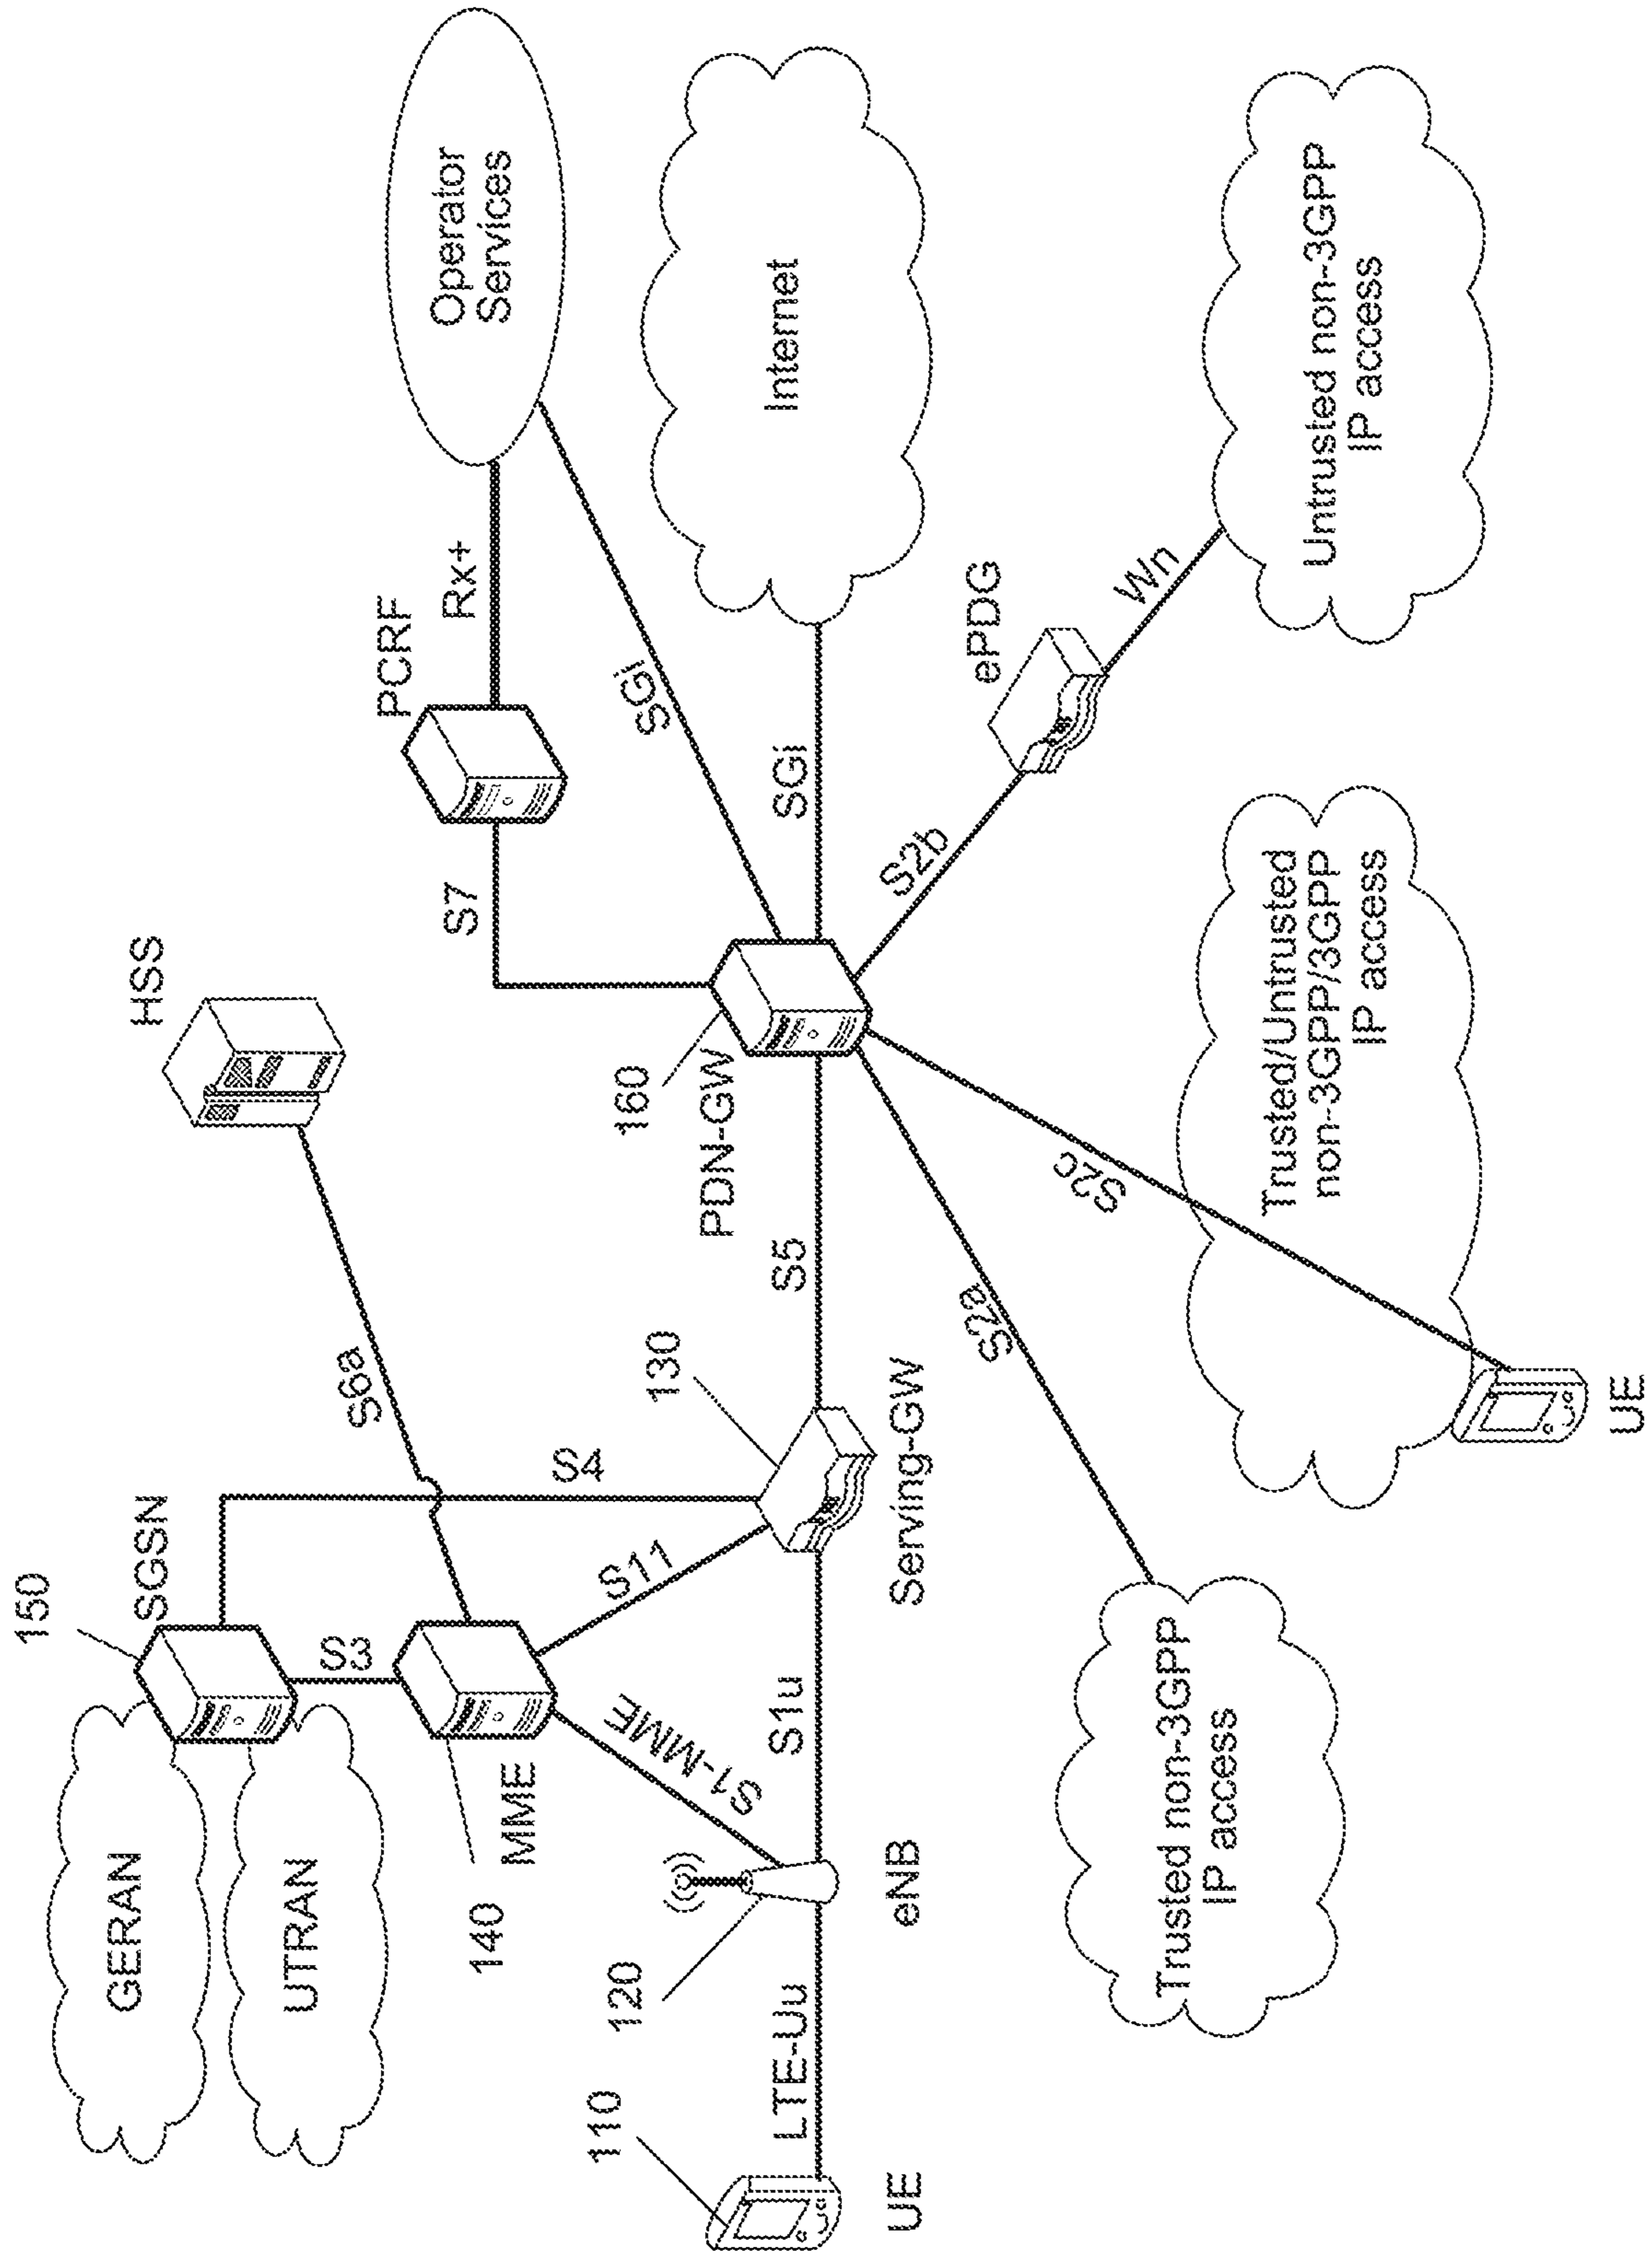 150
GERAN
SGSN
HSS
UTRAN
S3
S6a
S7
PCRF
Rx+
Operator
Services
140
MME
S4
S11
130
160
PDN-GW
SGi
110
120
S1-MME
LTE-Uu
S1u
S5
SGi
Internet
UE
eNB
Serving-GW
S2a
S2c
S2b
ePDG
Wn
Trusted non-3GPP
IP access
Trusted/Untrusted
non-3GPP/3GPP
IP access
UE
Untrusted non-3GPP
IP access